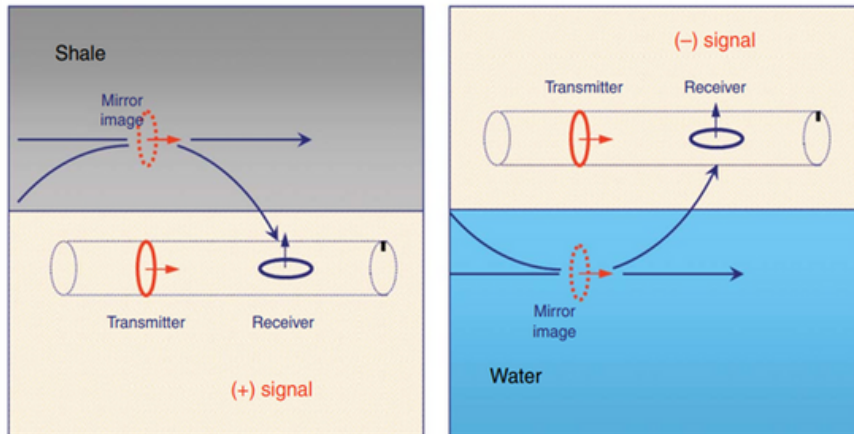 Shale
Mirror
image
Transmitter
Receiver
(+) signal
(–) signal
Transmitter
Receiver
Mirror
image
Water